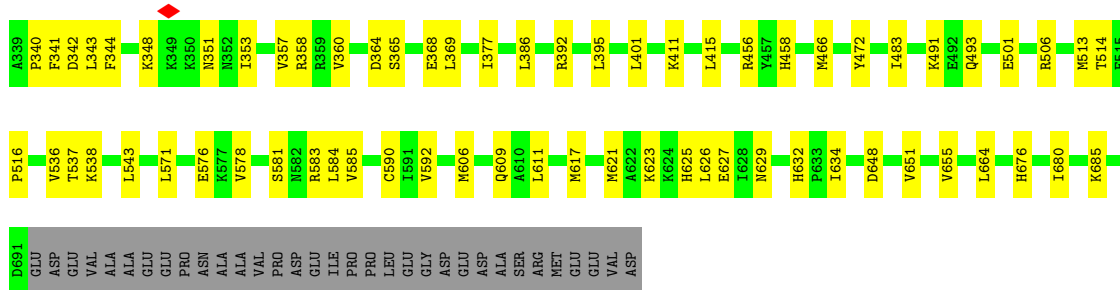 A339 P340 F341 D342 L343 F344 K348 K349 K350 N351 N352 I353 V357 R358 R359 V360 D364 S365 E368 L369 I377 L386 R392 L395 L401 K411 L415 R456 Y457 H458 M466 Y472 I483 K491 E492 Q493 E501 R506 M513 T514 E515
P516 V536 T537 K538 L543 L571 E576 K577 V578 S581 N582 R583 L584 V585 C590 I591 V592 M606 Q609 A610 L611 M617 M621 A622 K623 K624 H625 L626 E627 I628 N629 H632 P633 I634 D648 V651 V655 L664 H676 I680 K685
D691 GLU ASP GLU VAL ALA ALA GLU GLU PRO ASN ALA ALA VAL PRO ASP GLU ILE PRO PRO LEU GLU GLY ASP GLU ASP ALA SER ARG MET GLU GLU VAL ASP